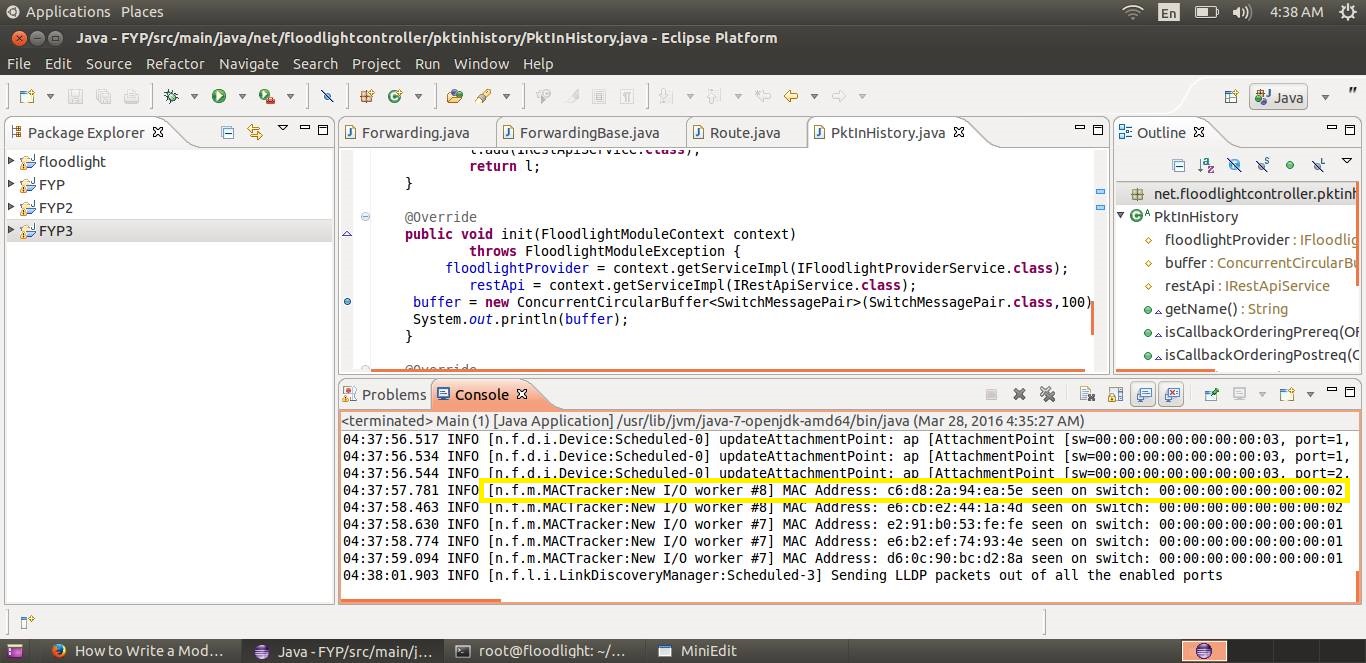 Applications Places
En 4:38 AM
Java - FYP/src/main/java/net/floodlightcontroller/pktinhistory/PktInHistory.java - Eclipse Platform
File Edit Source Refactor Navigate Search Project Run Window Help
Java
Package Explorer
floodlight
FYP
FYP2
FYP3
Forwarding.java ForwardingBase.java Route.java PktInHistory.java
l.add(IRestApiService.class);
return l;
}
@Override
public void init(FloodlightModuleContext context)
throws FloodlightModuleException {
floodlightProvider = context.getServiceImpl(IFloodlightProviderService.class);
restApi = context.getServiceImpl(IRestApiService.class);
buffer = new ConcurrentCircularBuffer<SwitchMessagePair>(SwitchMessagePair.class,100)
System.out.println(buffer);
}
@Override
Outline
net.floodlightcontroller.pktinh
PktInHistory
floodlightProvider : IFloodlig
buffer : ConcurrentCircularBu
restApi : IRestApiService
getName() : String
isCallbackOrderingPrereq(OF
isCallbackOrderingPostreq(O
Problems Console
<terminated> Main (1) [Java Application] /usr/lib/jvm/java-7-openjdk-amd64/bin/java (Mar 28, 2016 4:35:27 AM)
04:37:56.517 INFO [n.f.d.i.Device:Scheduled-0] updateAttachmentPoint: ap [AttachmentPoint [sw=00:00:00:00:00:00:00:03, port=1,
04:37:56.534 INFO [n.f.d.i.Device:Scheduled-0] updateAttachmentPoint: ap [AttachmentPoint [sw=00:00:00:00:00:00:00:03, port=1,
04:37:56.544 INFO [n.f.d.i.Device:Scheduled-0] updateAttachmentPoint: ap [AttachmentPoint [sw=00:00:00:00:00:00:00:03, port=2,
04:37:57.781 INFO [n.f.m.MACTracker:New I/O worker #8] MAC Address: c6:d8:2a:94:ea:5e seen on switch: 00:00:00:00:00:00:00:02
04:37:58.463 INFO [n.f.m.MACTracker:New I/O worker #8] MAC Address: e6:cb:e2:44:1a:4d seen on switch: 00:00:00:00:00:00:00:02
04:37:58.630 INFO [n.f.m.MACTracker:New I/O worker #7] MAC Address: e2:91:b0:53:fe:fe seen on switch: 00:00:00:00:00:00:00:01
04:37:58.774 INFO [n.f.m.MACTracker:New I/O worker #7] MAC Address: e6:b2:ef:74:93:4e seen on switch: 00:00:00:00:00:00:00:01
04:37:59.094 INFO [n.f.m.MACTracker:New I/O worker #7] MAC Address: d6:0c:90:bc:d2:8a seen on switch: 00:00:00:00:00:00:00:01
04:38:01.903 INFO [n.f.l.i.LinkDiscoveryManager:Scheduled-3] Sending LLDP packets out of all the enabled ports
How to Write a Mod... Java - FYP/src/main/j... root@floodlight: ~/... MiniEdit